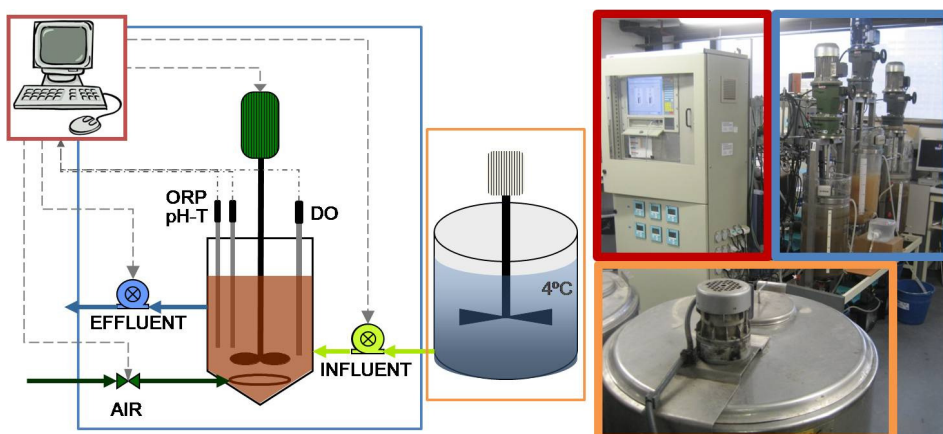 ORP
pH-T
DO
4ºC
EFFLUENT
INFLUENT
AIR